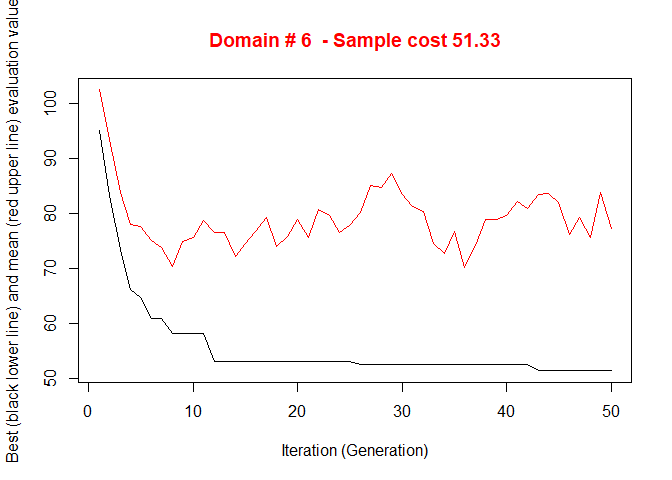 Domain # 6 - Sample cost 51.33
Best (black lower line) and mean (red upper line) evaluation value
100
90
80
70
60
50
0 10 20 30 40 50
Iteration (Generation)